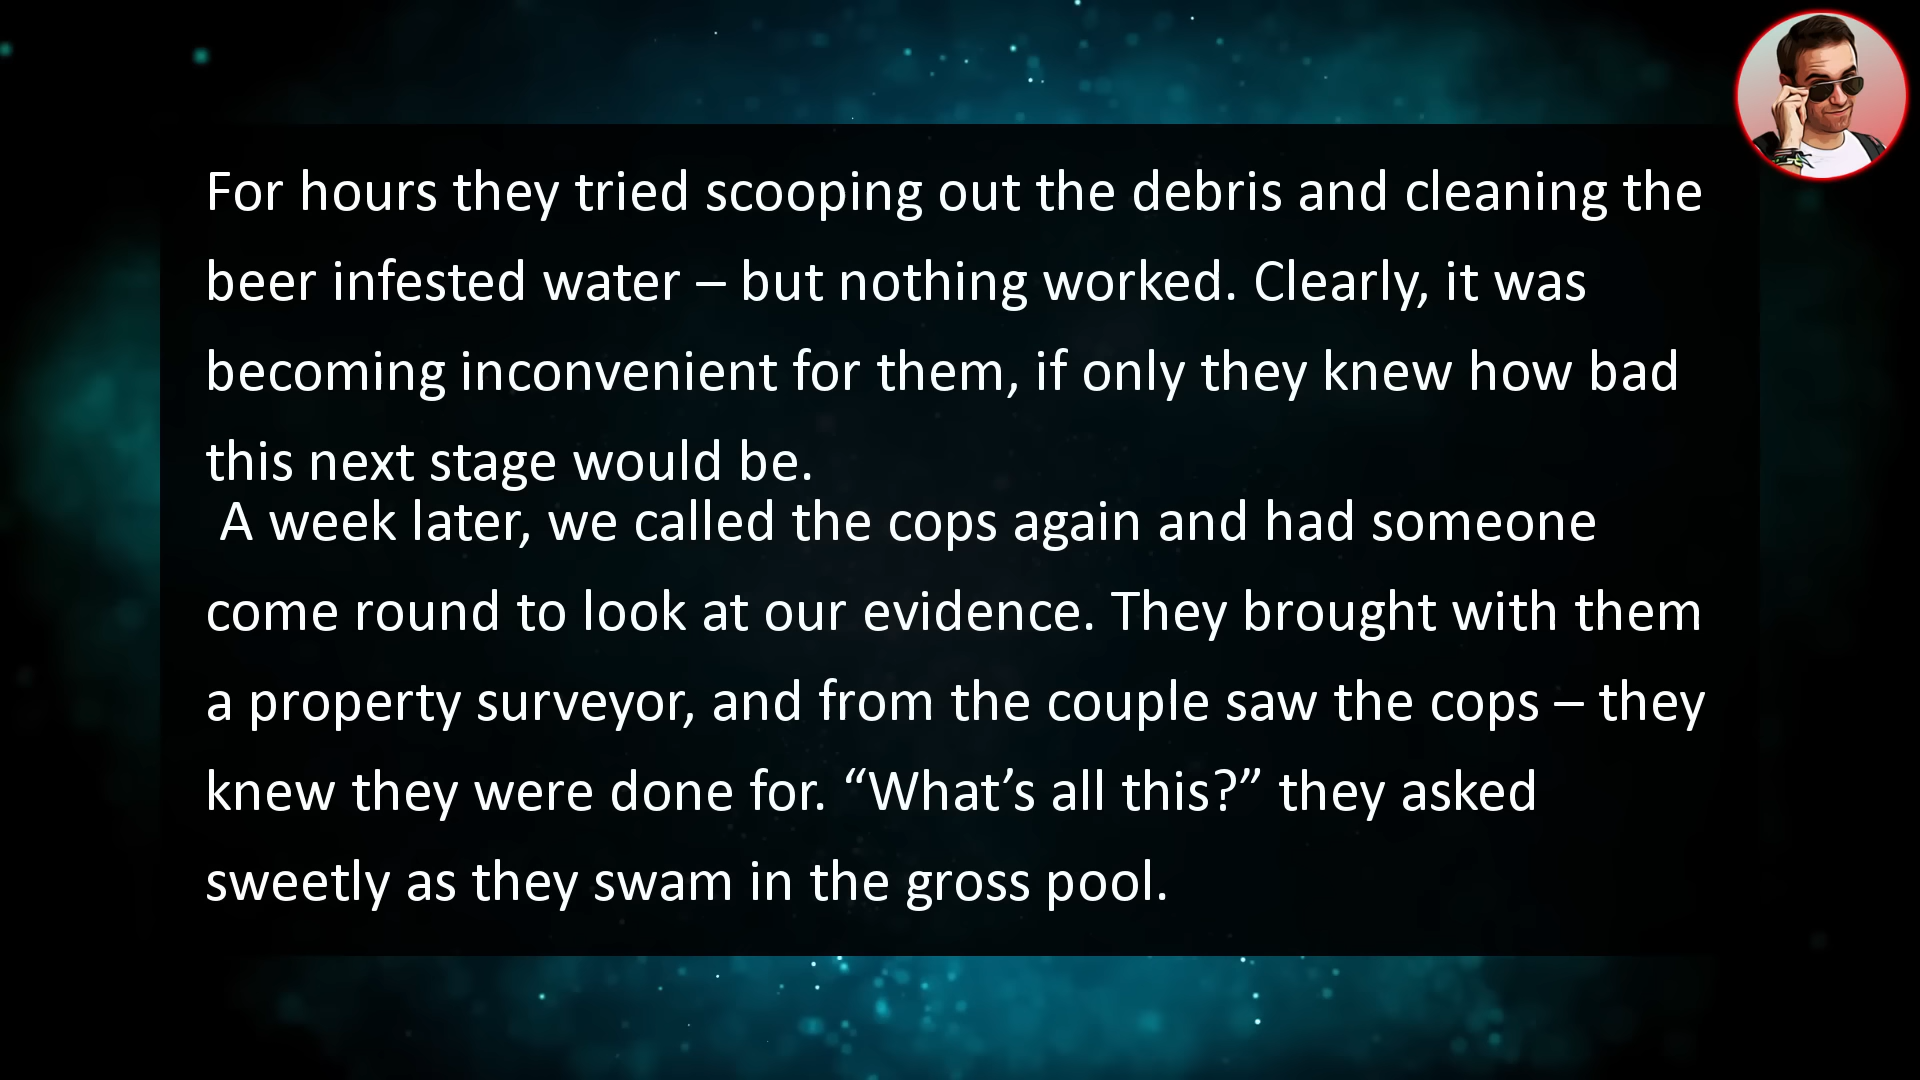 For hours they tried scooping out the debris and cleaning the
beer infested water – but nothing worked. Clearly, it was
becoming inconvenient for them, if only they knew how bad
this next stage would be.
A week later, we called the cops again and had someone
come round to look at our evidence. They brought with them
a property surveyor, and from the couple saw the cops – they
knew they were done for. “What’s all this?” they asked
sweetly as they swam in the gross pool.